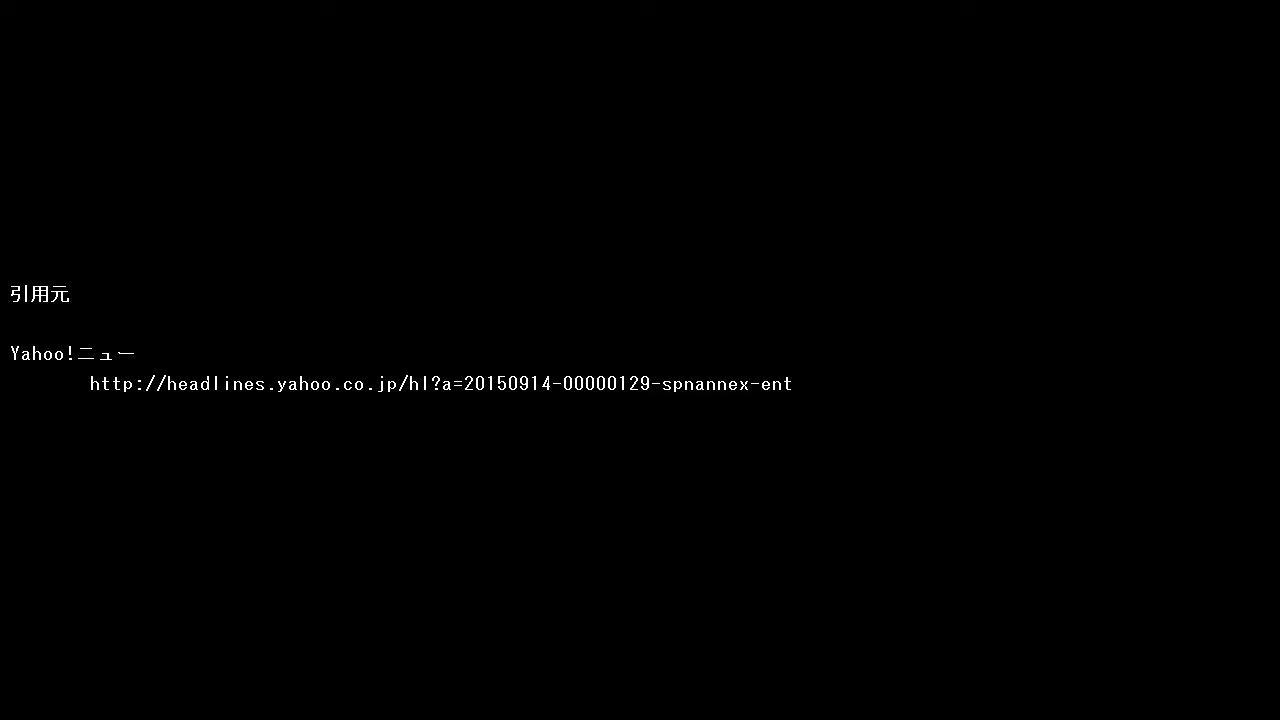 引用元
Yahoo!ニュー
http://headlines.yahoo.co.jp/hl?a=20150914-00000129-spnannex-ent